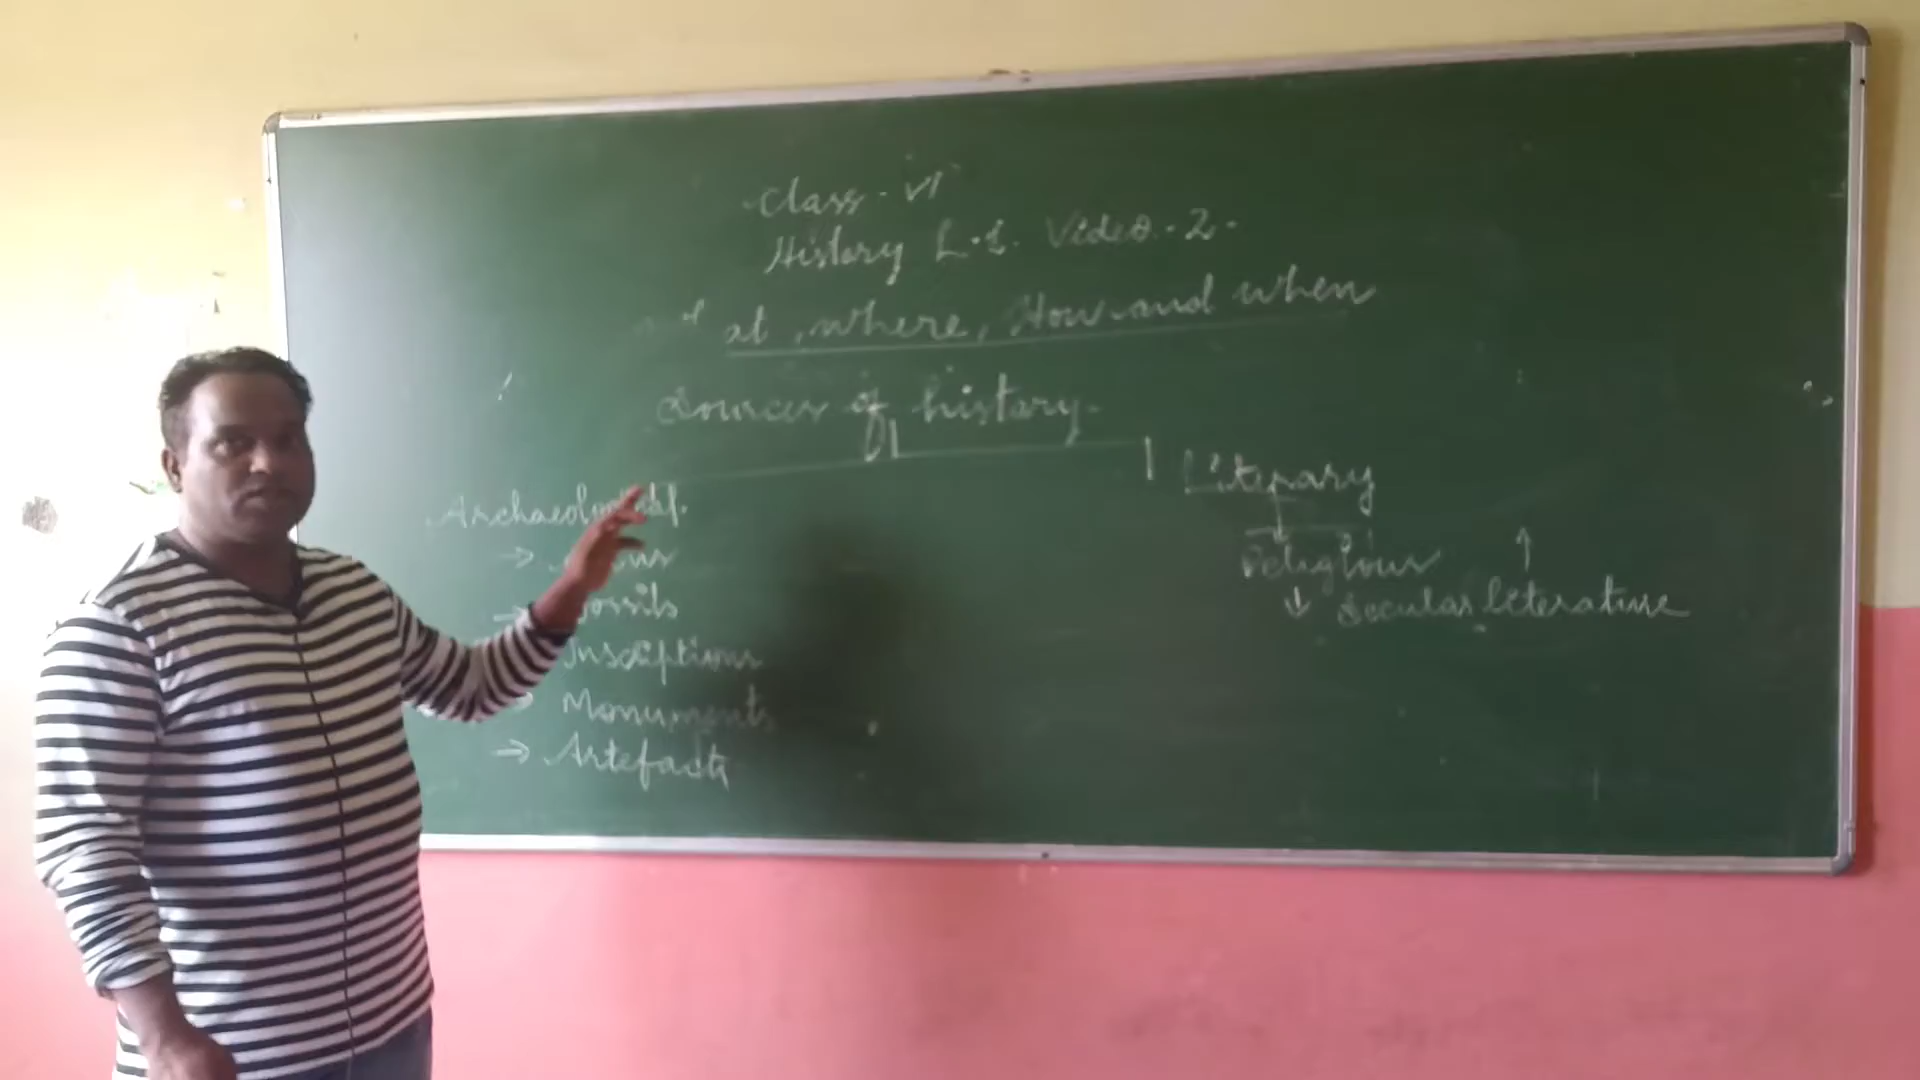 Class - VI
History L.1. Video - 2.
at, where, How and when
Sources of history.
Archaeological.
→
→ Fossils
Inscriptions
→ Monuments
→ Artefacts
Literary
Religious ↑
↓ Secular literature